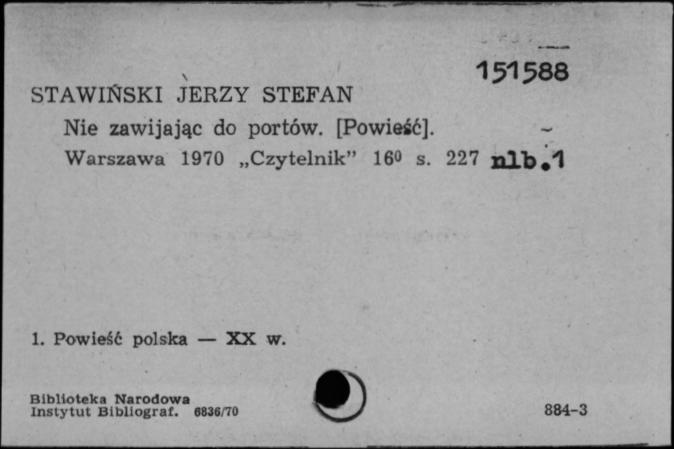 151588
STAWIŃSKI JERZY STEFAN
Nie zawijając do portów. [Powieść].
Warszawa 1970 „Czytelnik” 16⁰ s. 227 nlb.1
1. Powieść polska — XX w.
Biblioteka Narodowa
Instytut Bibliograf. 6836/70
884-3